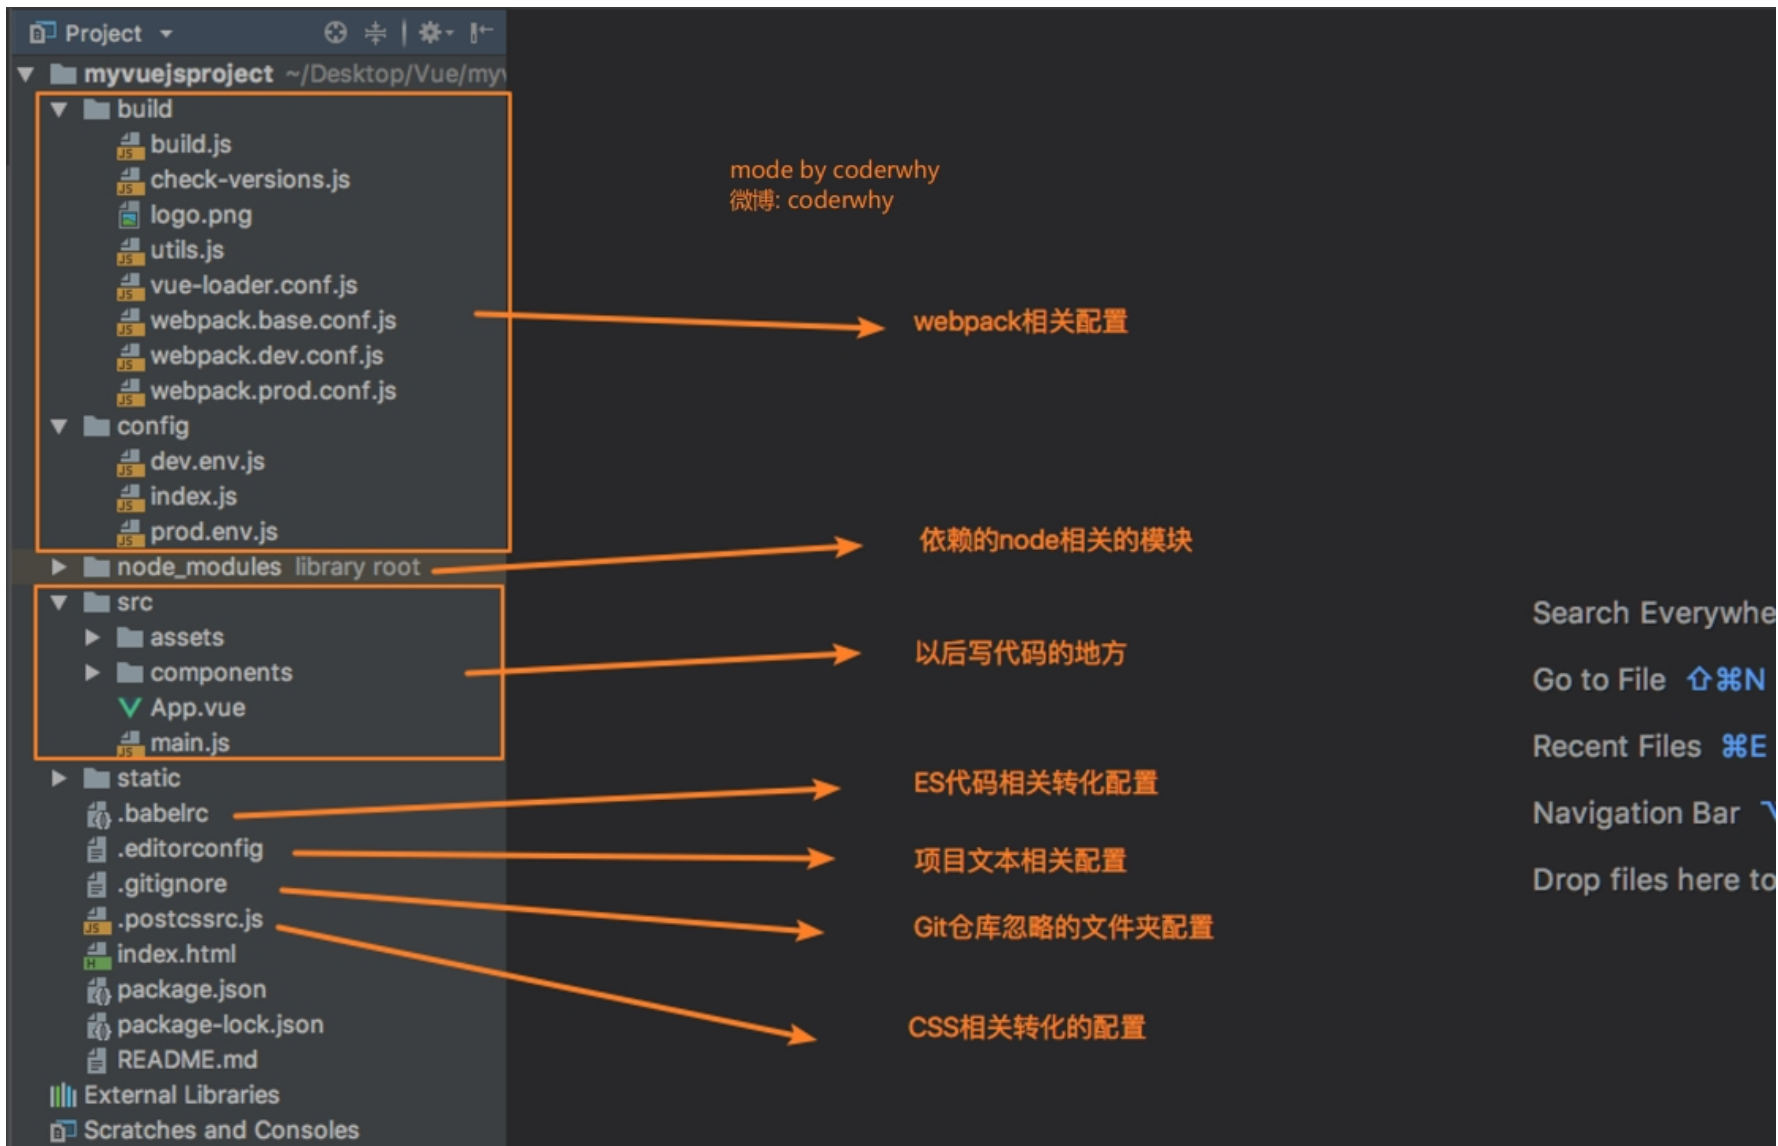 Project
myvuejsproject ~/Desktop/Vue/my
build
build.js
check-versions.js
mode by coderwhy
微博: coderwhy
logo.png
utils.js
vue-loader.conf.js
webpack.base.conf.js
webpack相关配置
webpack.dev.conf.js
webpack.prod.conf.js
config
dev.env.js
index.js
prod.env.js
依赖的node相关的模块
node_modules library root
src
Search Everywhe
assets
以后写代码的地方
components
Go to File ⇧⌘N
App.vue
main.js
Recent Files ⌘E
static
ES代码相关转化配置
.babelrc
Navigation Bar
.editorconfig
项目文本相关配置
.gitignore
Drop files here to
.postcssrc.js
Git仓库忽略的文件夹配置
index.html
package.json
package-lock.json
CSS相关转化的配置
README.md
External Libraries
Scratches and Consoles